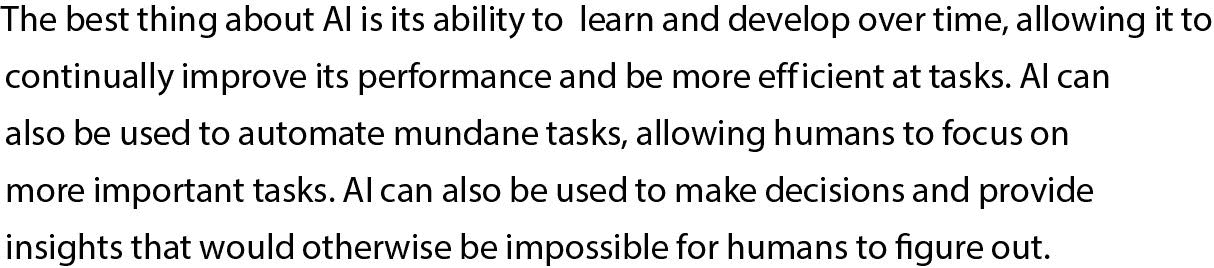 The best thing about AI is its ability to  learn and develop over time, allowing it to
continually improve its performance and be more efficient at tasks. AI can
also be used to automate mundane tasks, allowing humans to focus on
more important tasks. AI can also be used to make decisions and provide
insights that would otherwise be impossible for humans to figure out.